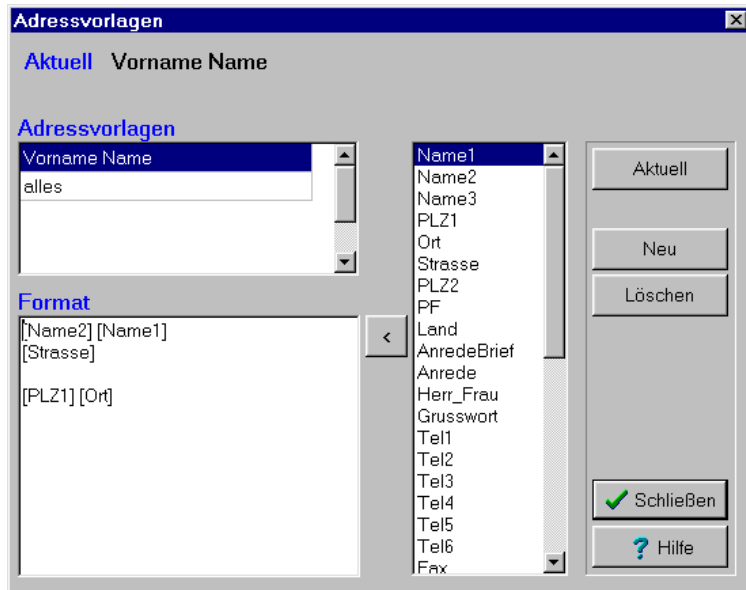 Adressvorlagen
Aktuell Vorname Name
Adressvorlagen
Vorname Name
alles
Format
[Name2] [Name1]
[Strasse]
[PLZ1] [Ort]
<
Name1
Name2
Name3
PLZ1
Ort
Strasse
PLZ2
PF
Land
AnredeBrief
Anrede
Herr_Frau
Grusswort
Tel1
Tel2
Tel3
Tel4
Tel5
Tel6
Fax
Aktuell
Neu
Löschen
Schließen
? Hilfe